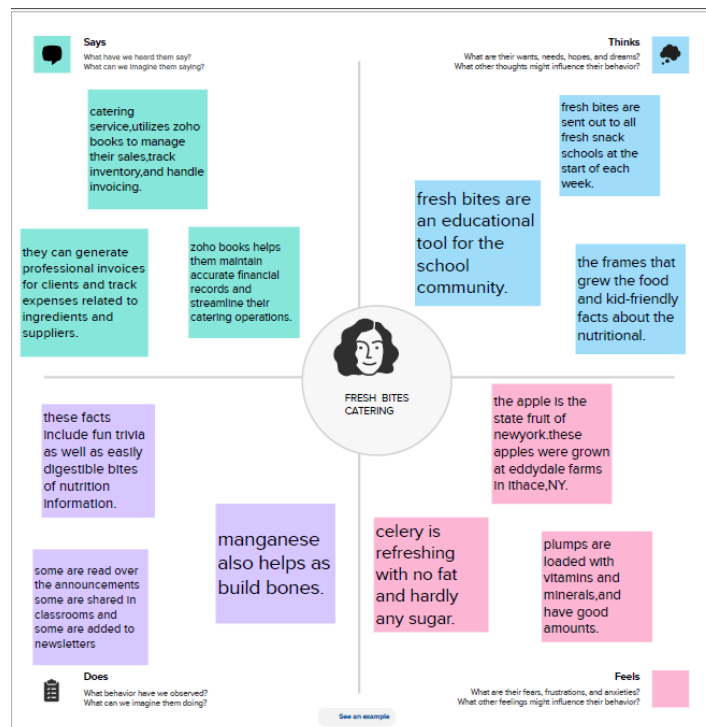 Says
What have we heard them say?
What can we imagine them saying?
Thinks
What are their wants, needs, hopes, and dreams?
What other thoughts might influence their behavior?
catering
service,utilizes zoho
books to manage
their sales,track
inventory,and handle
invoicing.
they can generate
professional invoices
for clients and track
expenses related to
ingredients and
suppliers.
zoho books helps
them maintain
accurate financial
records and
streamline their
catering operations.
fresh bites are
sent out to all
fresh snack
schools at the
start of each
week.
fresh bites are
an educational
tool for the
school
community.
the frames that
grew the food
and kid-friendly
facts about the
nutritional.
FRESH BITES
CATERING
these facts
include fun trivia
as well as easily
digestible bites
of nutrition
information.
manganese
also helps as
build bones.
some are read over
the announcements
some are shared in
classrooms and
some are added to
newsletters
the apple is the
state fruit of
newyork.these
apples were grown
at eddydale farms
in ithace,NY.
celery is
refreshing
with no fat
and hardly
any sugar.
plumps are
loaded with
vitamins and
minerals,and
have good
amounts.
Does
What behavior have we observed?
What can we imagine them doing?
Feels
What are their fears, frustrations, and anxieties?
What other feelings might influence their behavior?
See an example